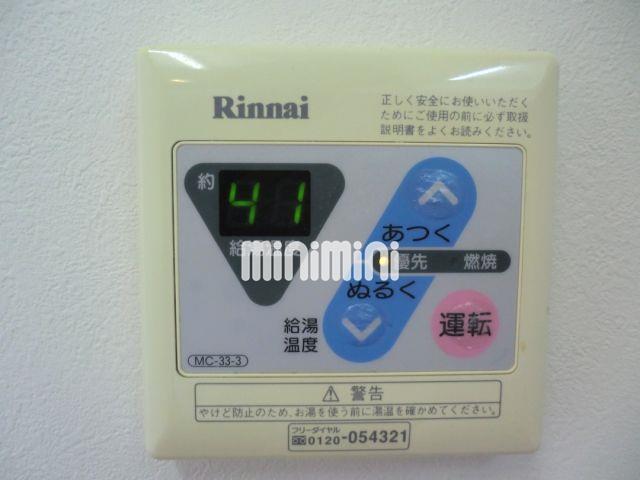 Rinnai
正しく安全にお使いいただく
ためにご使用の前に必ず取扱
説明書をよくお読みください。
約
41
あつく
minimini
優先 燃焼
ぬるく
給湯
温度
運転
MC-33-3
⚠ 警告
やけど防止のため、お湯を使う前に湯温を確かめてください。
フリーダイヤル
0120-054321